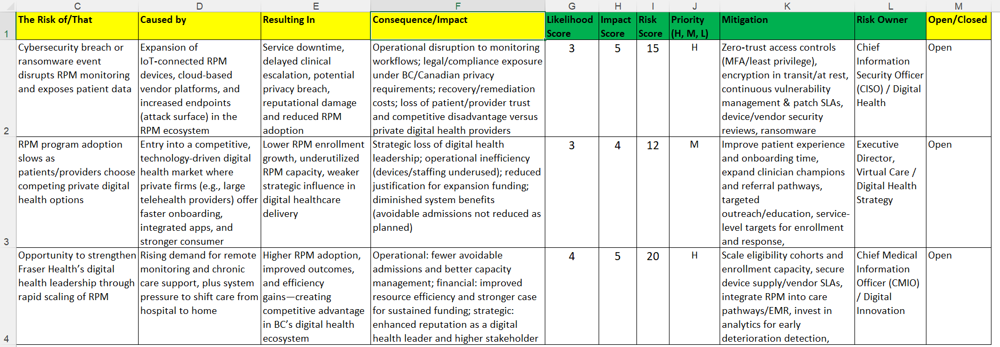 C D E F G H I J K L M
1
The Risk of/That
Caused by
Resulting In
Consequence/Impact
Likelihood
Score
Impact
Score
Risk
Score
Priority
(H, M, L)
Mitigation
Risk Owner
Open/Closed
2
Cybersecurity breach or
ransomware event
disrupts RPM monitoring
and exposes patient data
Expansion of
IoT-connected RPM
devices, cloud-based
vendor platforms, and
increased endpoints
(attack surface) in the
RPM ecosystem
Service downtime,
delayed clinical
escalation, potential
privacy breach,
reputational damage
and reduced RPM
adoption
Operational disruption to monitoring
workflows; legal/compliance exposure
under BC/Canadian privacy
requirements; recovery/remediation
costs; loss of patient/provider trust
and competitive disadvantage versus
private digital health providers
3
5
15
H
Zero-trust access controls
(MFA/least privilege),
encryption in transit/at rest,
continuous vulnerability
management & patch SLAs,
device/vendor security
reviews, ransomware
Chief
Information
Security Officer
(CISO) / Digital
Health
Open
3
RPM program adoption
slows as
patients/providers choose
competing private digital
health options
Entry into a competitive,
technology-driven digital
health market where
private firms (e.g., large
telehealth providers) offer
faster onboarding,
integrated apps, and
stronger consumer
Lower RPM enrollment
growth, underutilized
RPM capacity, weaker
strategic influence in
digital healthcare
delivery
Strategic loss of digital health
leadership; operational inefficiency
(devices/staffing underused); reduced
justification for expansion funding;
diminished system benefits
(avoidable admissions not reduced as
planned)
3
4
12
M
Improve patient experience
and onboarding time,
expand clinician champions
and referral pathways,
targeted
outreach/education, service-
level targets for enrollment
and response,
Executive
Director,
Virtual Care /
Digital Health
Strategy
Open
4
Opportunity to strengthen
Fraser Health’s digital
health leadership through
rapid scaling of RPM
Rising demand for remote
monitoring and chronic
care support, plus system
pressure to shift care from
hospital to home
Higher RPM adoption,
improved outcomes,
and efficiency
gains—creating
competitive advantage
in BC’s digital health
ecosystem
Operational: fewer avoidable
admissions and better capacity
management; financial: improved
resource efficiency and stronger case
for sustained funding; strategic:
enhanced reputation as a digital
health leader and higher stakeholder
4
5
20
H
Scale eligibility cohorts and
enrollment capacity, secure
device supply/vendor SLAs,
integrate RPM into care
pathways/EMR, invest in
analytics for early
deterioration detection,
Chief Medical
Information
Officer (CMIO)
/ Digital
Innovation
Open